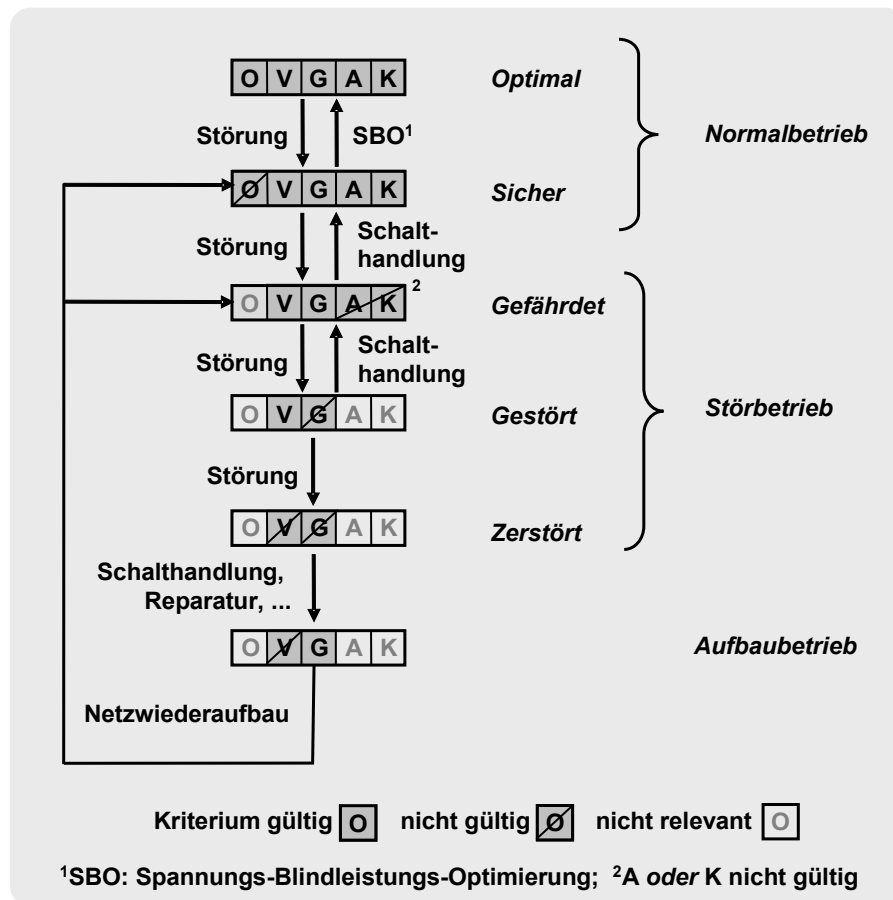 O V G A K Optimal
Störung SBO¹ Normalbetrieb
O V G A K Sicher
Störung Schalt-
handlung
O V G A K ² Gefährdet
Störung Schalt-
handlung
O V G A K Gestört Störbetrieb
Störung
O V G A K Zerstört
Schalthandlung,
Reparatur, ...
O V G A K Aufbaubetrieb
Netzwiederaufbau
Kriterium gültig O nicht gültig O nicht relevant O
¹SBO: Spannungs-Blindleistungs-Optimierung; ²A oder K nicht gültig